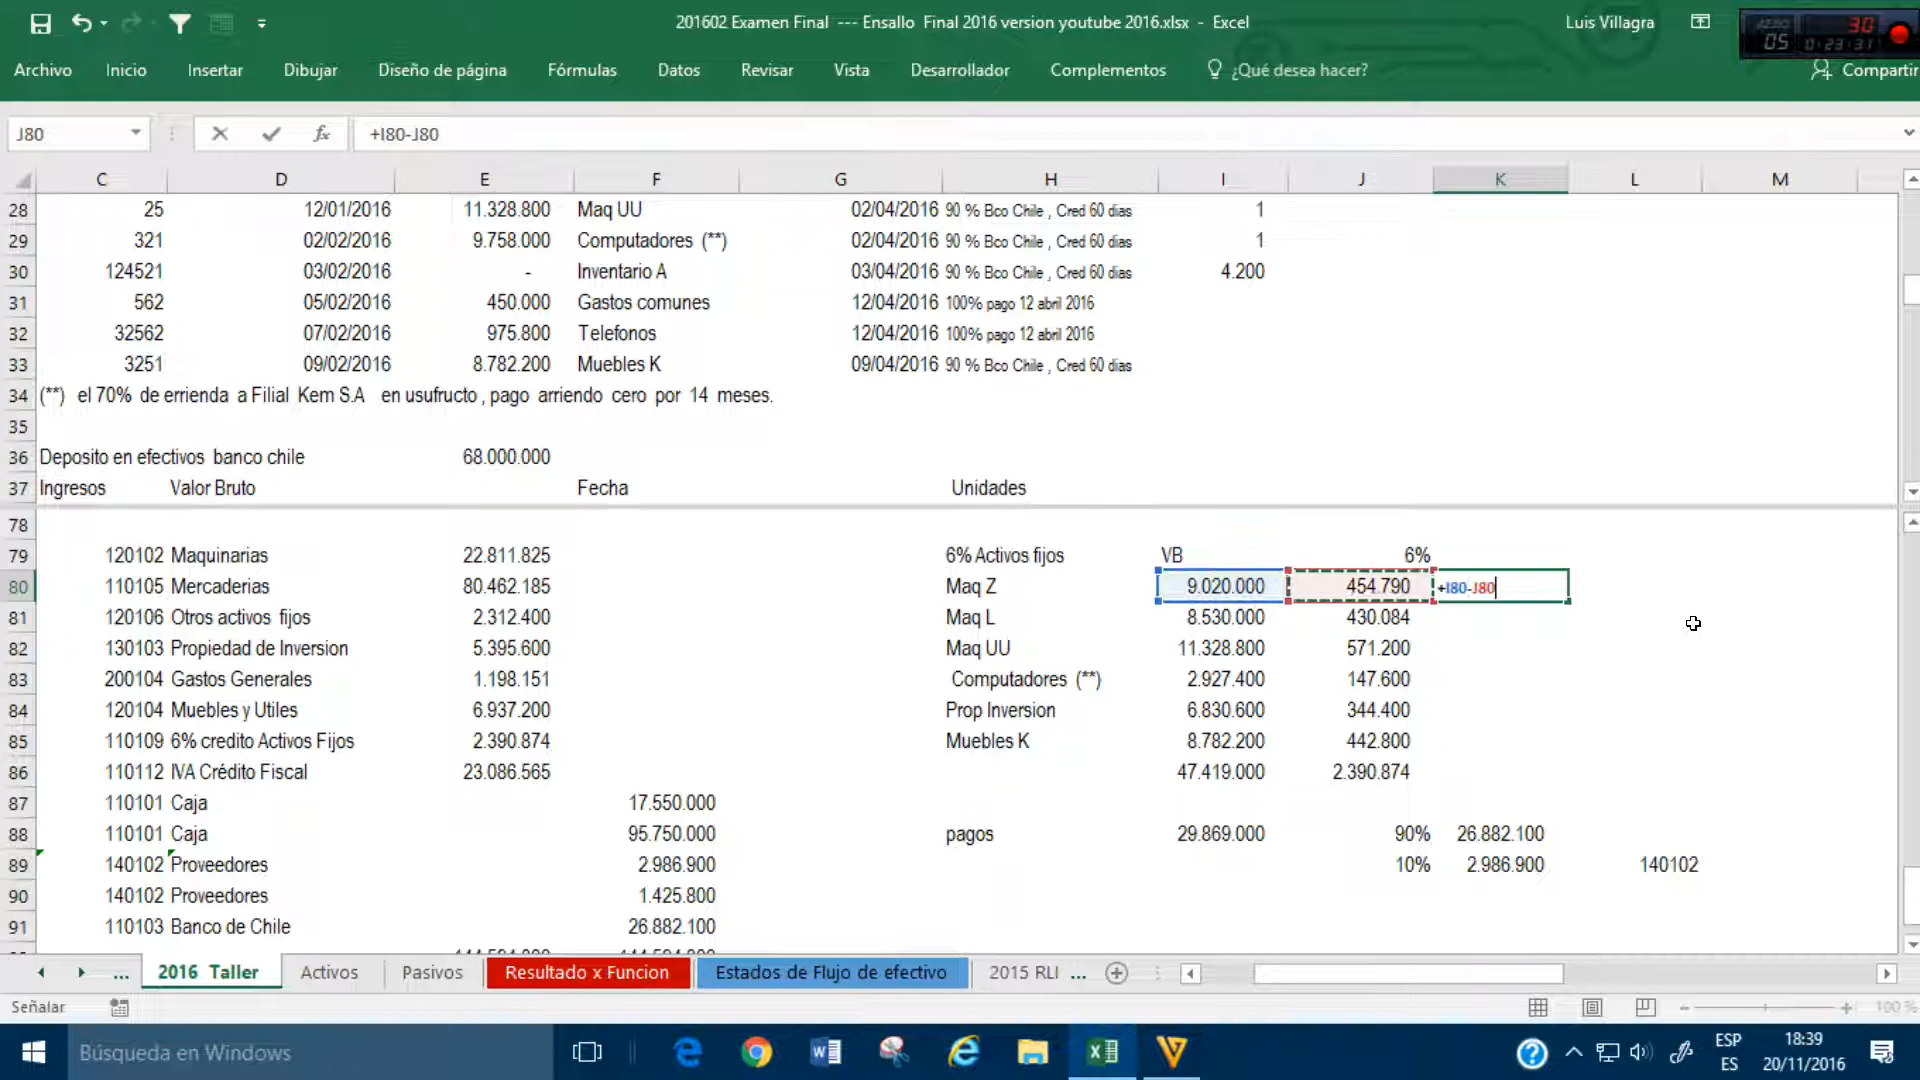 201602 Examen Final --- Ensallo Final 2016 version youtube 2016.xlsx - Excel
Luis Villagra
30
05 0:23:31
Archivo Inicio Insertar Dibujar Diseño de página Fórmulas Datos Revisar Vista Desarrollador Complementos ¿Qué desea hacer? Compartir
J80 fx +I80-J80
C D E F G H I J K L M
28 25 12/01/2016 11.328.800 Maq UU 02/04/2016 90 % Bco Chile , Cred 60 dias 1
29 321 02/02/2016 9.758.000 Computadores (**) 02/04/2016 90 % Bco Chile , Cred 60 dias 1
30 124521 03/02/2016 - Inventario A 03/04/2016 90 % Bco Chile , Cred 60 dias 4.200
31 562 05/02/2016 450.000 Gastos comunes 12/04/2016 100% pago 12 abril 2016
32 32562 07/02/2016 975.800 Telefonos 12/04/2016 100% pago 12 abril 2016
33 3251 09/02/2016 8.782.200 Muebles K 09/04/2016 90 % Bco Chile , Cred 60 dias
34 (**) el 70% de errienda a Filial Kem S.A en usufructo , pago arriendo cero por 14 meses.
35
36 Deposito en efectivos banco chile 68.000.000
37 Ingresos Valor Bruto Fecha Unidades
78
79 120102 Maquinarias 22.811.825 6% Activos fijos VB 6%
80 110105 Mercaderias 80.462.185 Maq Z 9.020.000 454.790 +I80-J80
81 120106 Otros activos fijos 2.312.400 Maq L 8.530.000 430.084
82 130103 Propiedad de Inversion 5.395.600 Maq UU 11.328.800 571.200
83 200104 Gastos Generales 1.198.151 Computadores (**) 2.927.400 147.600
84 120104 Muebles y Utiles 6.937.200 Prop Inversion 6.830.600 344.400
85 110109 6% credito Activos Fijos 2.390.874 Muebles K 8.782.200 442.800
86 110112 IVA Crédito Fiscal 23.086.565 47.419.000 2.390.874
87 110101 Caja 17.550.000
88 110101 Caja 95.750.000 pagos 29.869.000 90% 26.882.100
89 140102 Proveedores 2.986.900 10% 2.986.900 140102
90 140102 Proveedores 1.425.800
91 110103 Banco de Chile 26.882.100
... 2016 Taller Activos Pasivos Resultado x Funcion Estados de Flujo de efectivo 2015 RLI ...
Señalar 100 %
Búsqueda en Windows
ESP 18:39
ES 20/11/2016